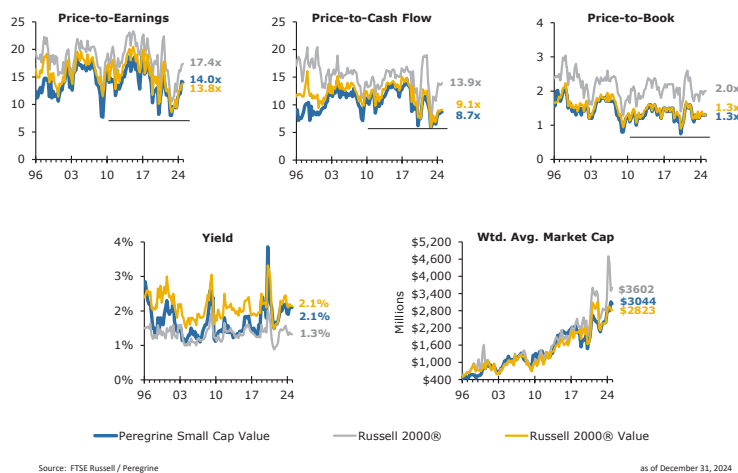 Price-to-Earnings
25
20
15
10
5
0
96 03 10 17 24
17.4x
14.0x
13.8x
Price-to-Cash Flow
25
20
15
10
5
0
96 03 10 17 24
13.9x
9.1x
8.7x
Price-to-Book
4
3
2
1
0
96 03 10 17 24
2.0x
1.3x
1.3x
Yield
4%
3%
2%
1%
0%
96 03 10 17 24
2.1%
2.1%
1.3%
Wtd. Avg. Market Cap
Millions
$5,200
$4,600
$4,000
$3,400
$2,800
$2,200
$1,600
$1,000
$400
96 03 10 17 24
$3602
$3044
$2823
Peregrine Small Cap Value Russell 2000® Russell 2000® Value
Source: FTSE Russell / Peregrine as of December 31, 2024